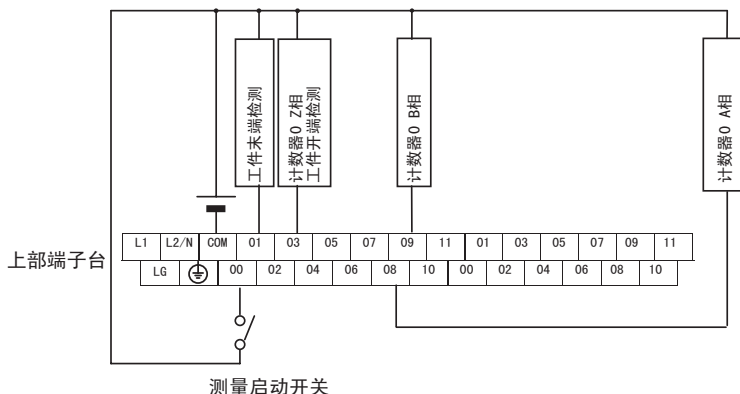 工件末端检测
计数器0 Z相
工件开端检测
计数器0 B相
计数器0 A相
L1 L2/N COM 01 03 05 07 09 11 01 03 05 07 09 11
上部端子台
LG 00 02 04 06 08 10 00 02 04 06 08 10
测量启动开关